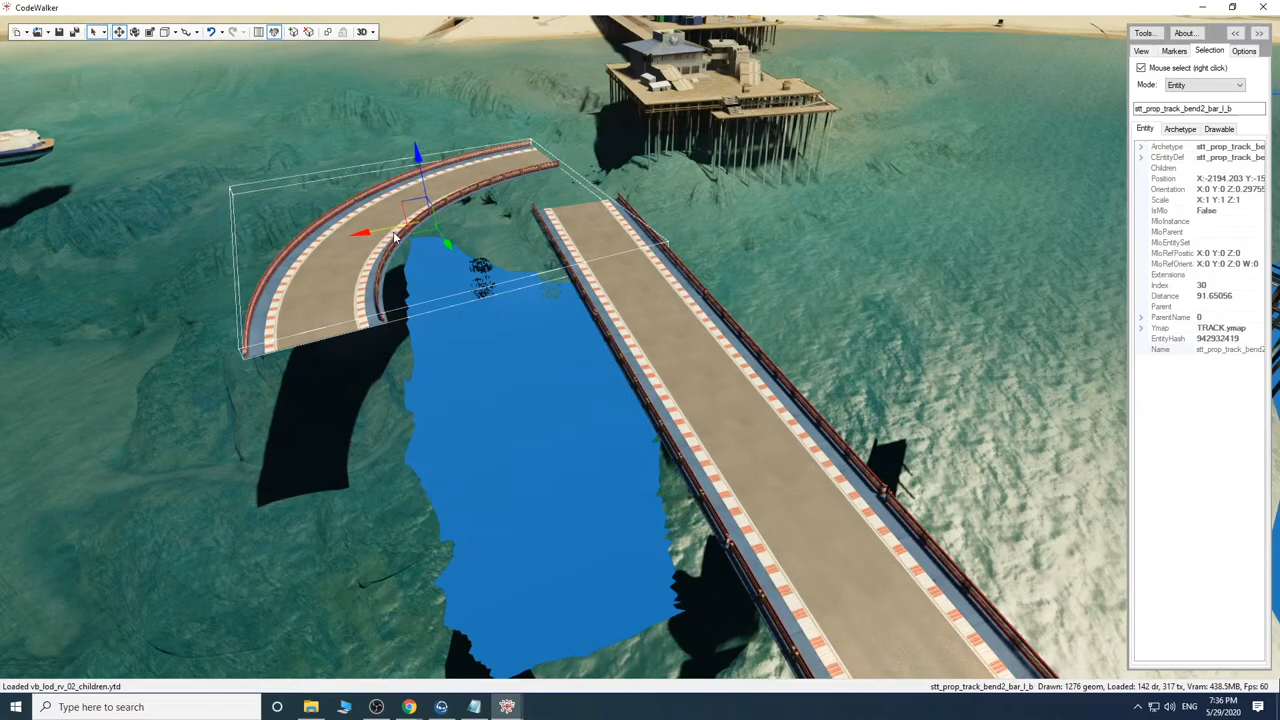 CodeWalker
3D
Tools...
About...
<<
>>
View
Markers
Selection
Options
Mouse select (right click)
Mode:
Entity
stt_prop_track_bend2_bar_l_b
Entity
Archetype
Drawable
Archetype stt_prop_track_be
CEntityDef stt_prop_track_be
Children
Position X:-2194.203 Y:-15
Orientation X:0 Y:0 Z:0.29755
Scale X:1 Y:1 Z:1
IsMlo False
MloInstance
MloParent
MloEntitySet
MloRefPositic X:0 Y:0 Z:0
MloRefOrient X:0 Y:0 Z:0 W:0
Extensions
Index 30
Distance 91.65056
Parent
ParentName 0
Ymap TRACK.ymap
EntityHash 942932419
Name stt_prop_track_bend2
Loaded vb_lod_rv_02_children.ytd
stt_prop_track_bend2_bar_l_b Drawn: 1276 geom, Loaded: 142 dr, 317 tx, Vram: 438.5MB, Fps: 60
Type here to search
ENG
7:36 PM
5/29/2020